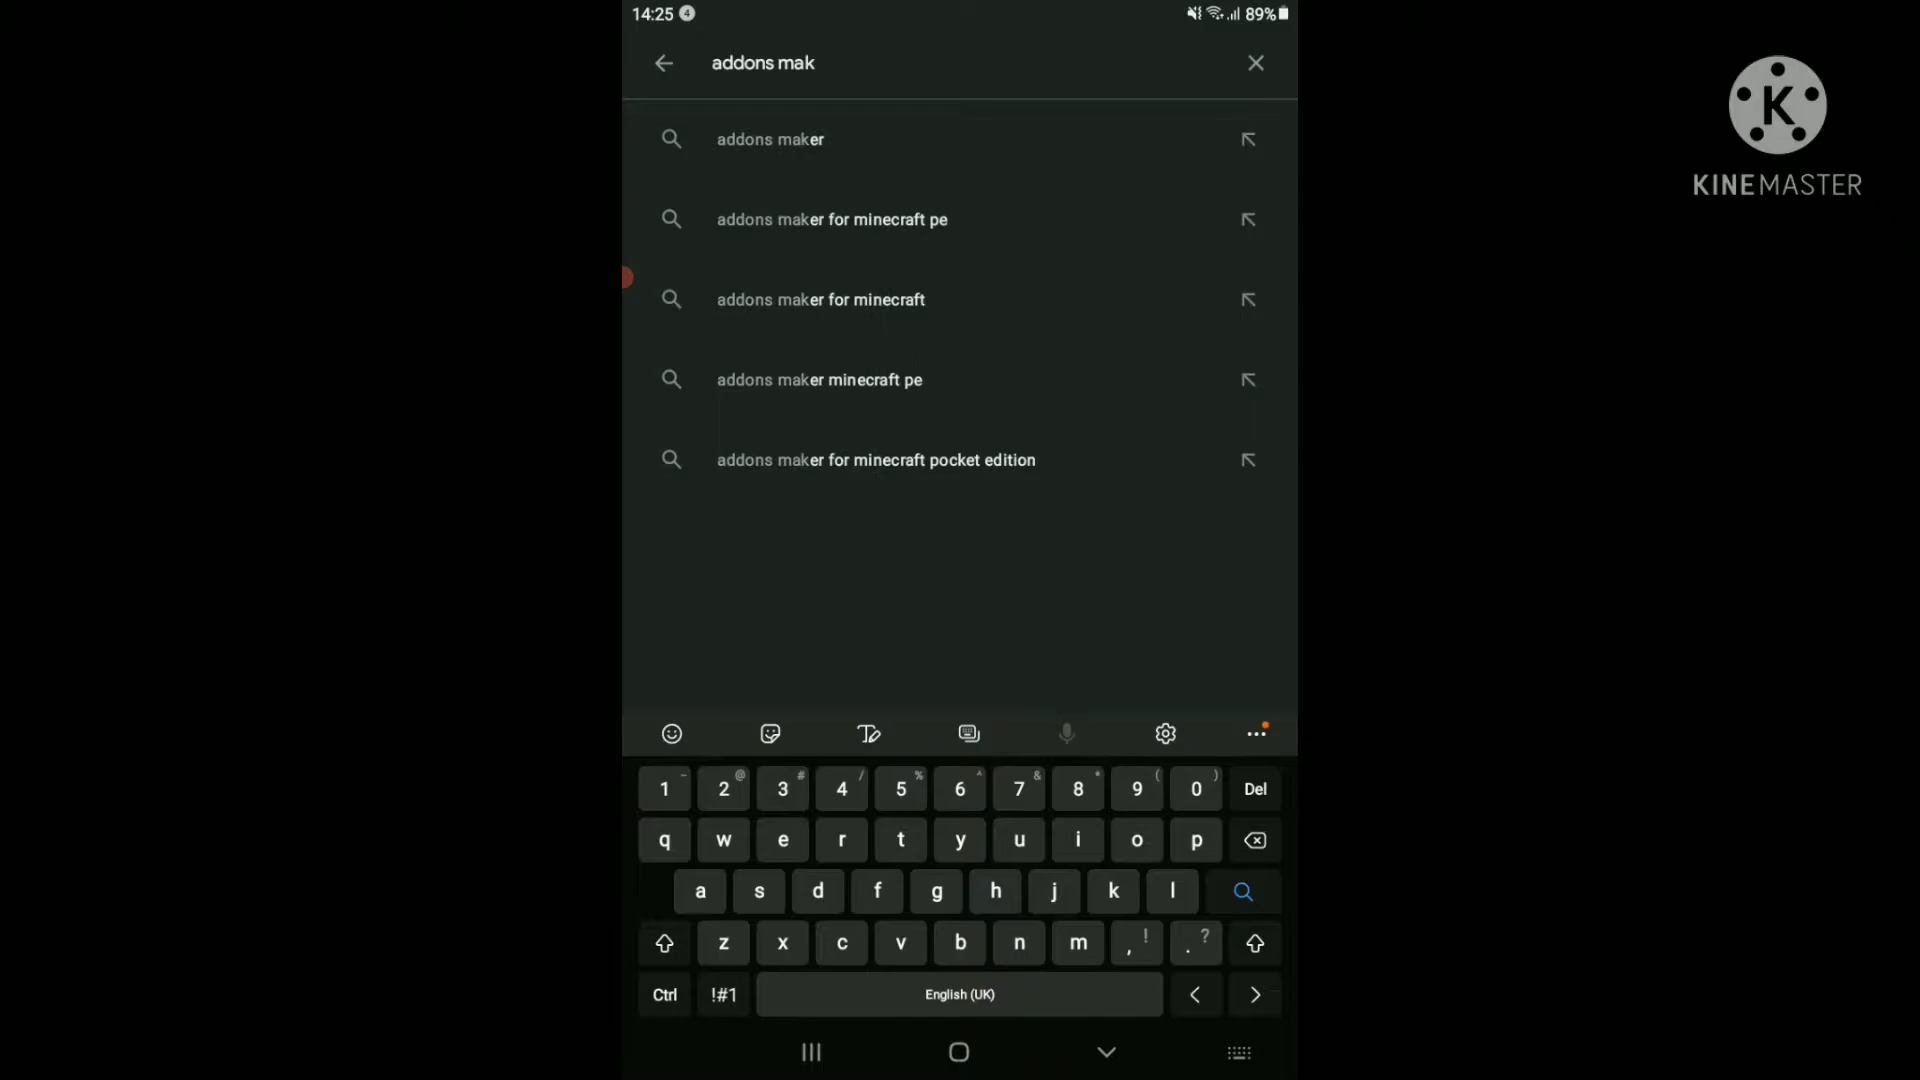 14:25 4 89%
addons mak
KINEMASTER
addons maker
addons maker for minecraft pe
addons maker for minecraft
addons maker minecraft pe
addons maker for minecraft pocket edition
1 - 2 @ 3 # 4 / 5 % 6 ^ 7 & 8 * 9 ( 0 ) Del
q w e r t y u i o p
a s d f g h j k l
z x c v b n m , ! . ?
Ctrl !#1 English (UK) < >